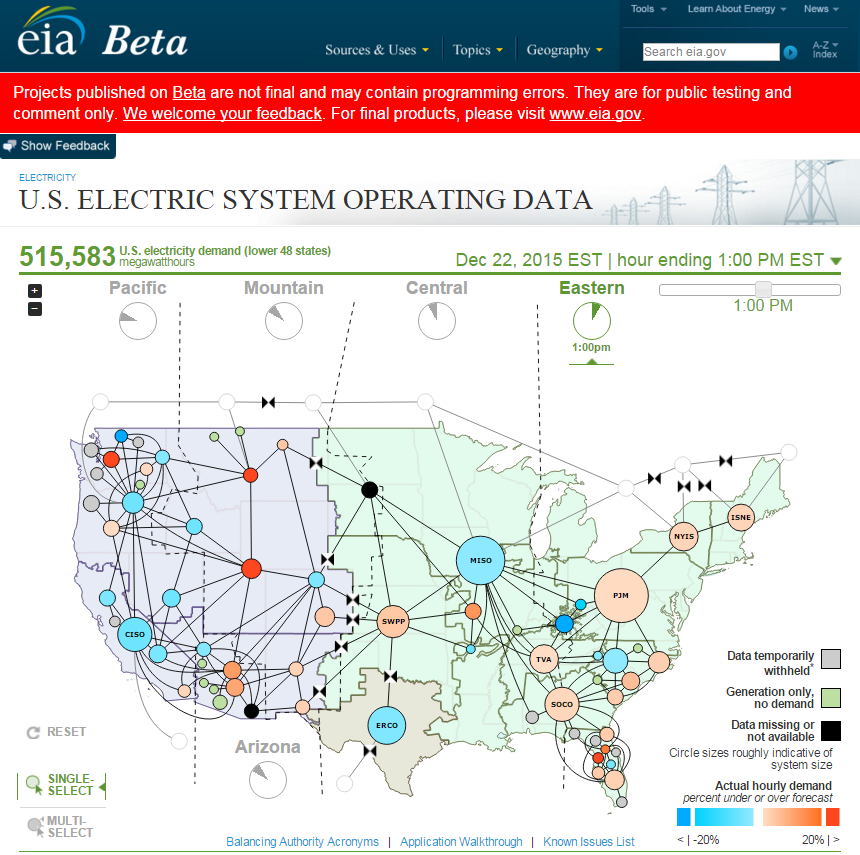 eia Beta
Tools Learn About Energy News
Sources & Uses Topics Geography
Search eia.gov
A-Z
Index
Projects published on Beta are not final and may contain programming errors. They are for public testing and
comment only. We welcome your feedback. For final products, please visit www.eia.gov.
Show Feedback
ELECTRICITY
U.S. ELECTRIC SYSTEM OPERATING DATA
515,583 U.S. electricity demand (lower 48 states)
megawatthours
Dec 22, 2015 EST | hour ending 1:00 PM EST
+
-
Pacific Mountain Central Eastern
1:00 PM
1:00pm
ISNE
NYIS
MISO
PJM
SWPP
CISO
TVA
SOCO
ERCO
Arizona
Data temporarily
withheld*
Generation only,
no demand
Data missing or
not available
Circle sizes roughly indicative of
system size
Actual hourly demand
percent under or over forecast
< | -20% 20% | >
RESET
SINGLE-
SELECT
MULTI-
SELECT
Balancing Authority Acronyms | Application Walkthrough | Known Issues List